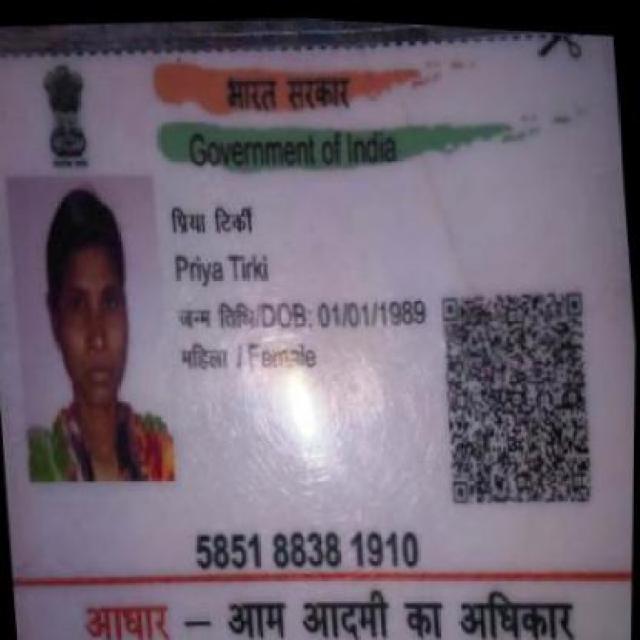 भारत सरकार
Government of India
प्रिया टिर्की
Priya Tirki
जन्म तिथि/DOB: 01/01/1989
महिला / Female
5851 8838 1910
आधार – आम आदमी का अधिकार